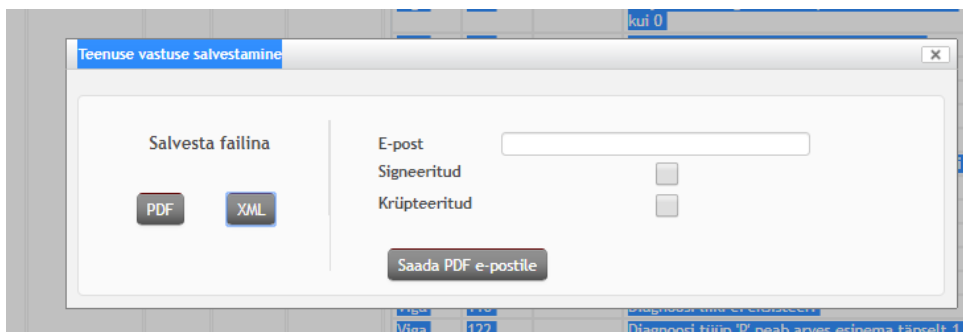 kui 0
Teenuse vastuse salvestamine
Salvesta failina
PDF XML
E-post
Signeeritud
Krüpteeritud
Saada PDF e-postile
Viga 122 Diagnoosi tüüp 'P' peab arves esinema täpselt 1